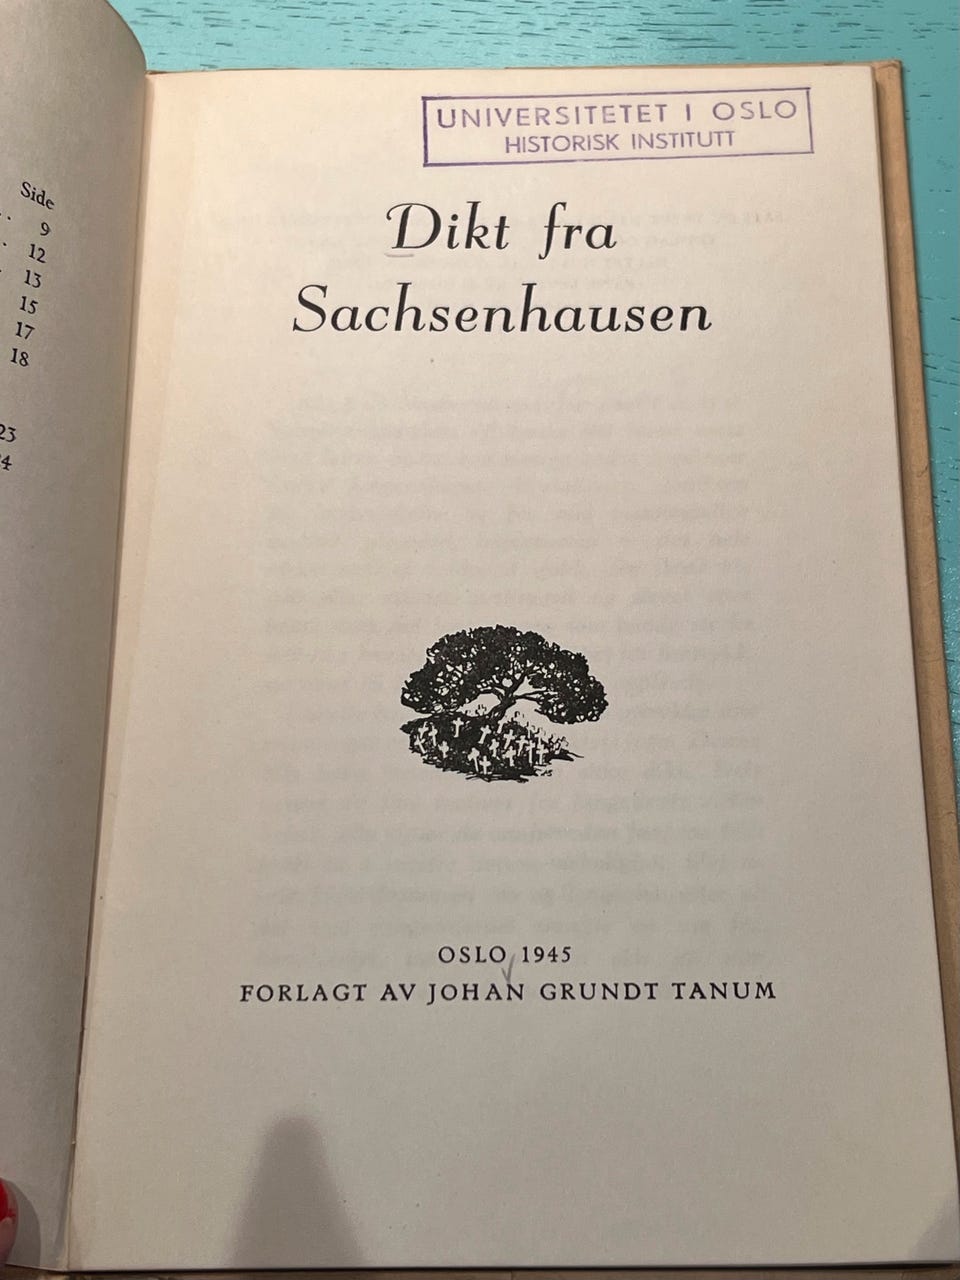 Side
9
12
13
15
17
18
23
24
UNIVERSITETET I OSLO
HISTORISK INSTITUTT
Dikt fra
Sachsenhausen
OSLO 1945
FORLAGT AV JOHAN GRUNDT TANUM